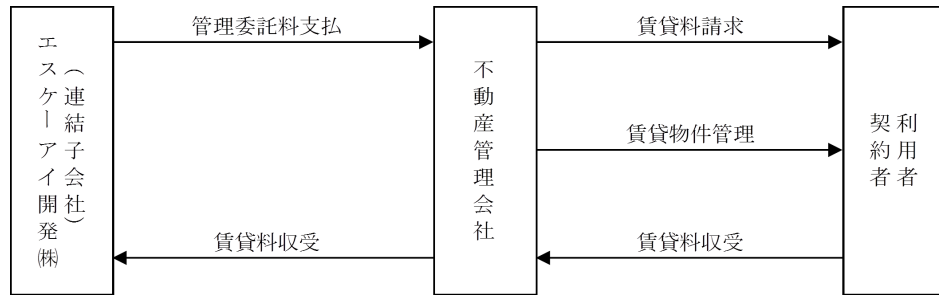 エスケーアイ開発㈱
（連結子会社）
管理委託料支払
賃貸料収受
不動産管理会社
賃貸料請求
賃貸物件管理
賃貸料収受
利用者
契約者